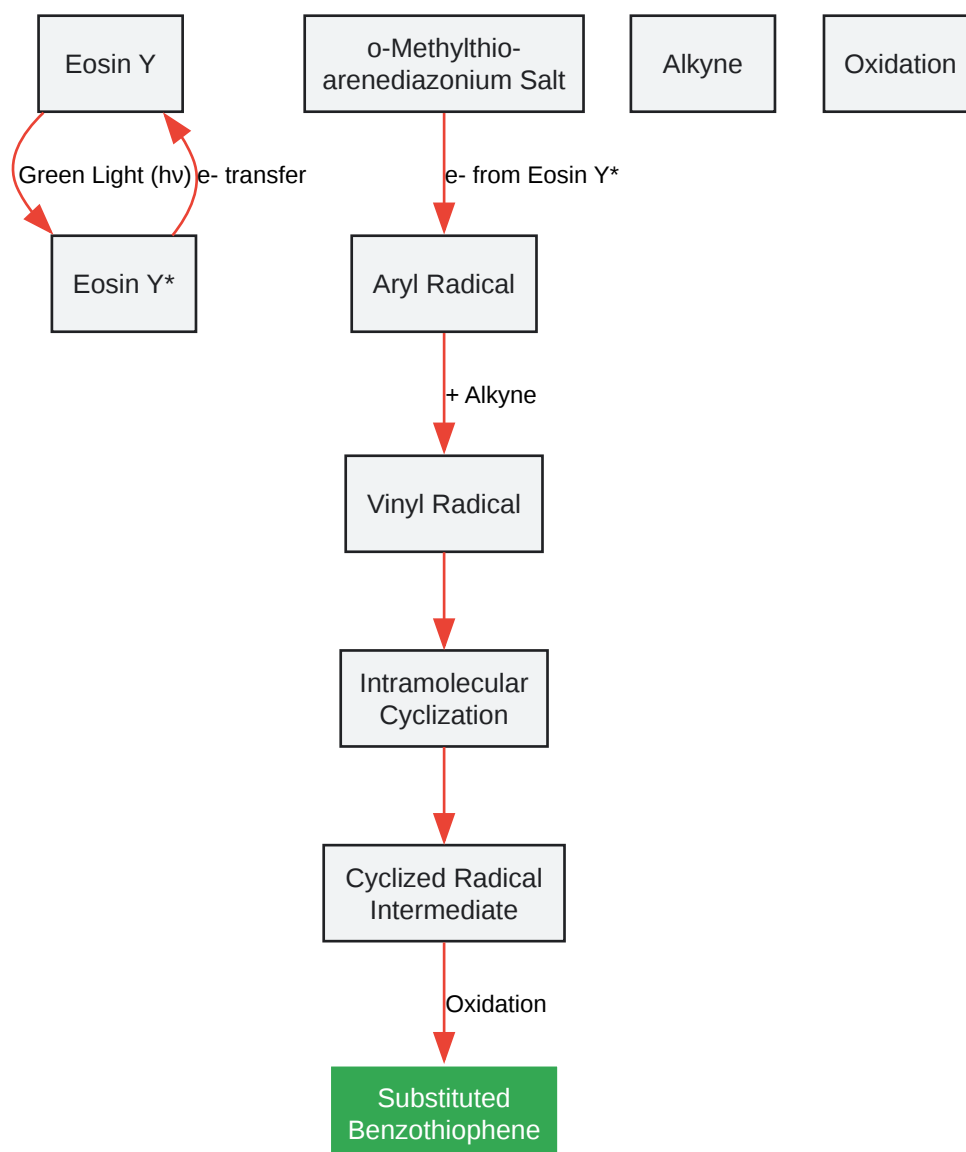 Eosin Y
o-Methylthio-
arenediazonium Salt
Alkyne
Oxidation
Green Light (hν)
e- transfer
e- from Eosin Y*
Eosin Y*
Aryl Radical
+ Alkyne
Vinyl Radical
Intramolecular
Cyclization
Cyclized Radical
Intermediate
Oxidation
Substituted
Benzothiophene